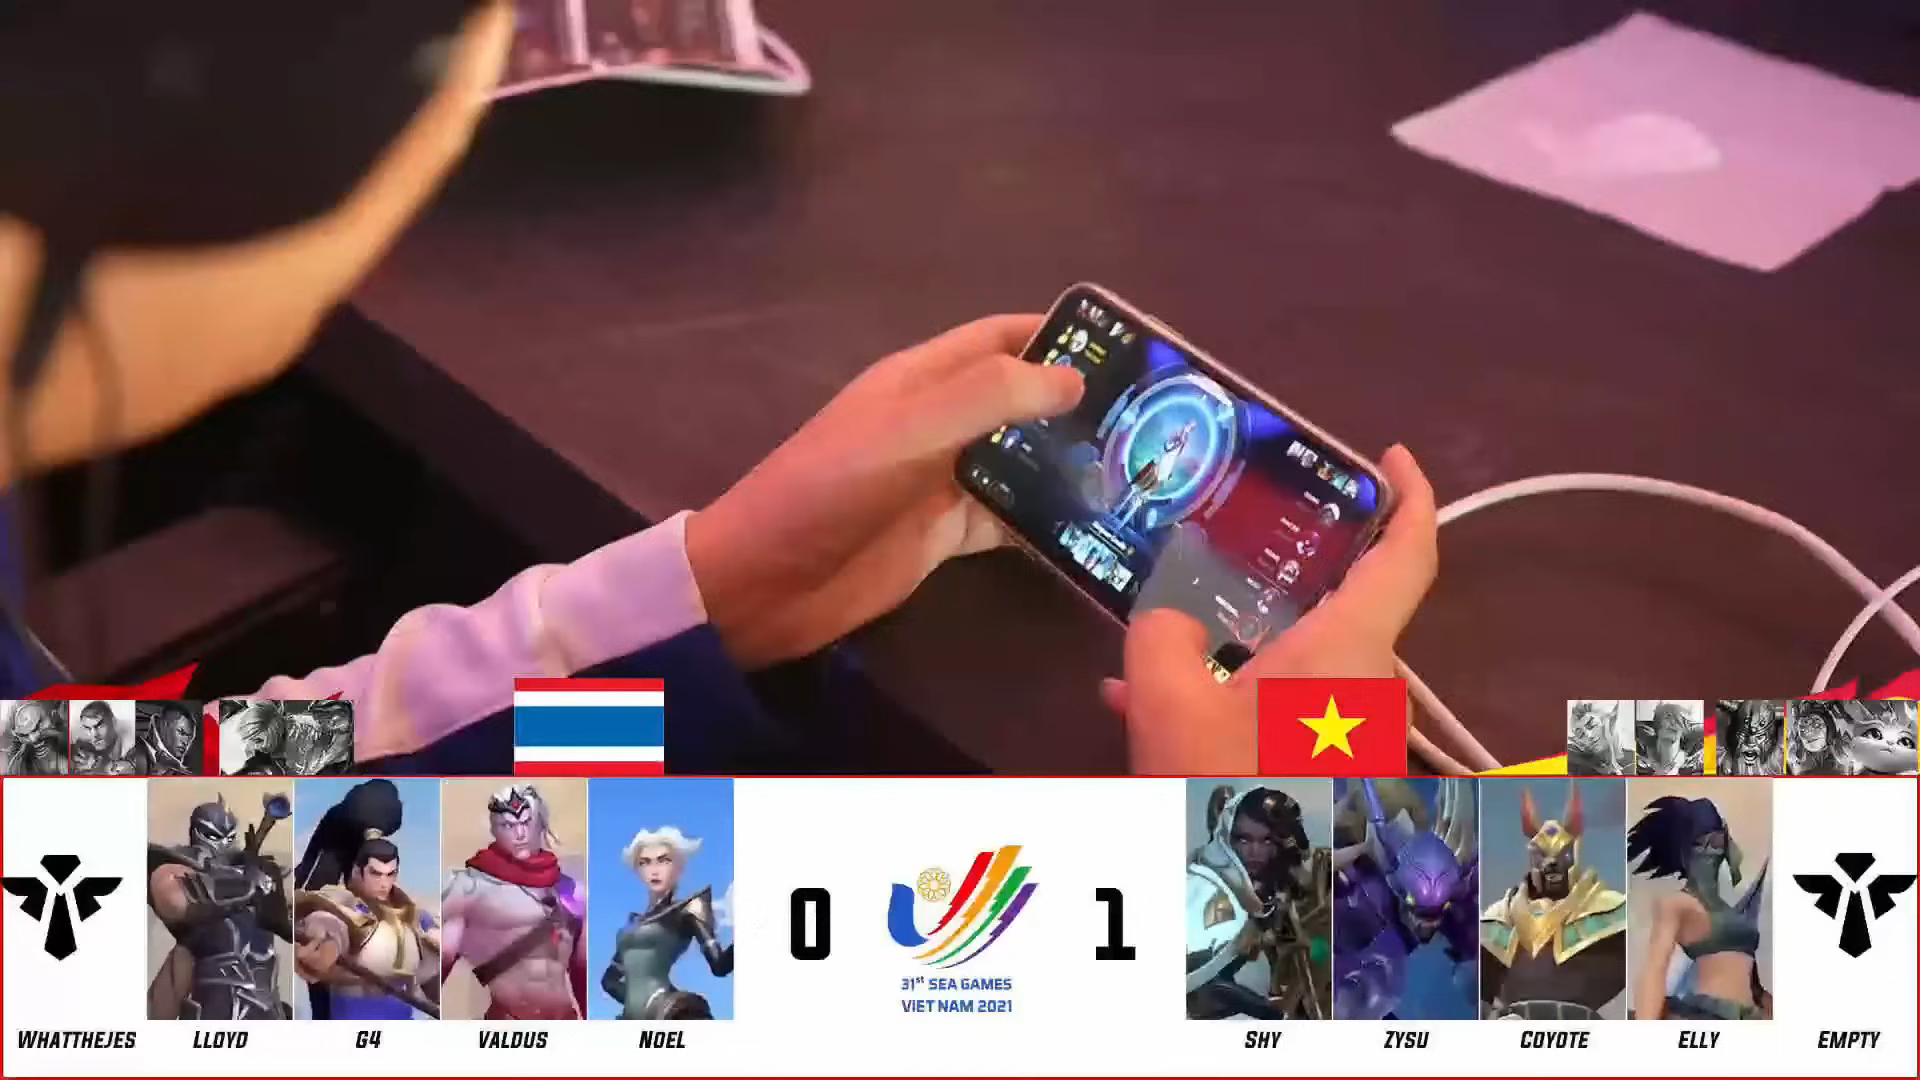 0
1
31st SEA GAMES
VIET NAM 2021
WHATTHEJES
LLOYD
G4
VALDUS
NOEL
SHY
ZYSU
COYOTE
ELLY
EMPTY